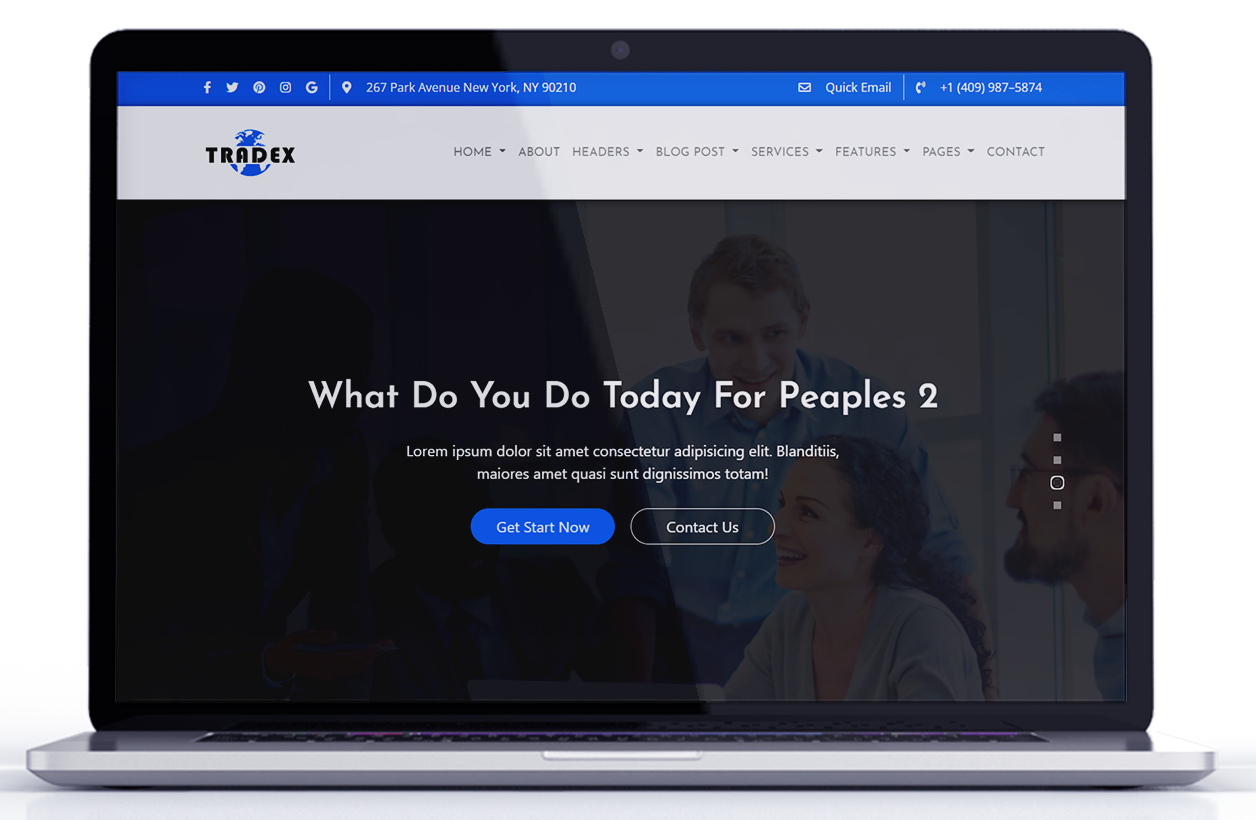 267 Park Avenue New York, NY 90210
Quick Email
+1 (409) 987–5874
TRADEX
HOME ABOUT HEADERS BLOG POST SERVICES FEATURES PAGES CONTACT
What Do You Do Today For Peaples 2
Lorem ipsum dolor sit amet consectetur adipisicing elit. Blanditiis,
maiores amet quasi sunt dignissimos totam!
Get Start Now
Contact Us